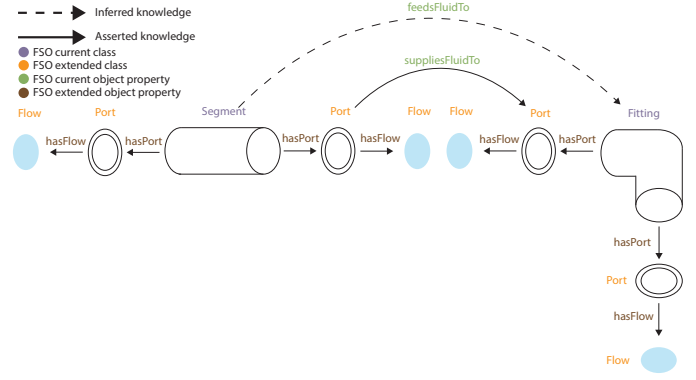 Inferred knowledge
Asserted knowledge
FSO current class
FSO extended class
FSO current object property
FSO extended object property
feedsFluidTo
suppliesFluidTo
Flow
Port
Segment
Port
Flow
Flow
Port
Fitting
hasFlow
hasPort
hasPort
hasFlow
hasFlow
hasPort
hasPort
Port
hasFlow
Flow